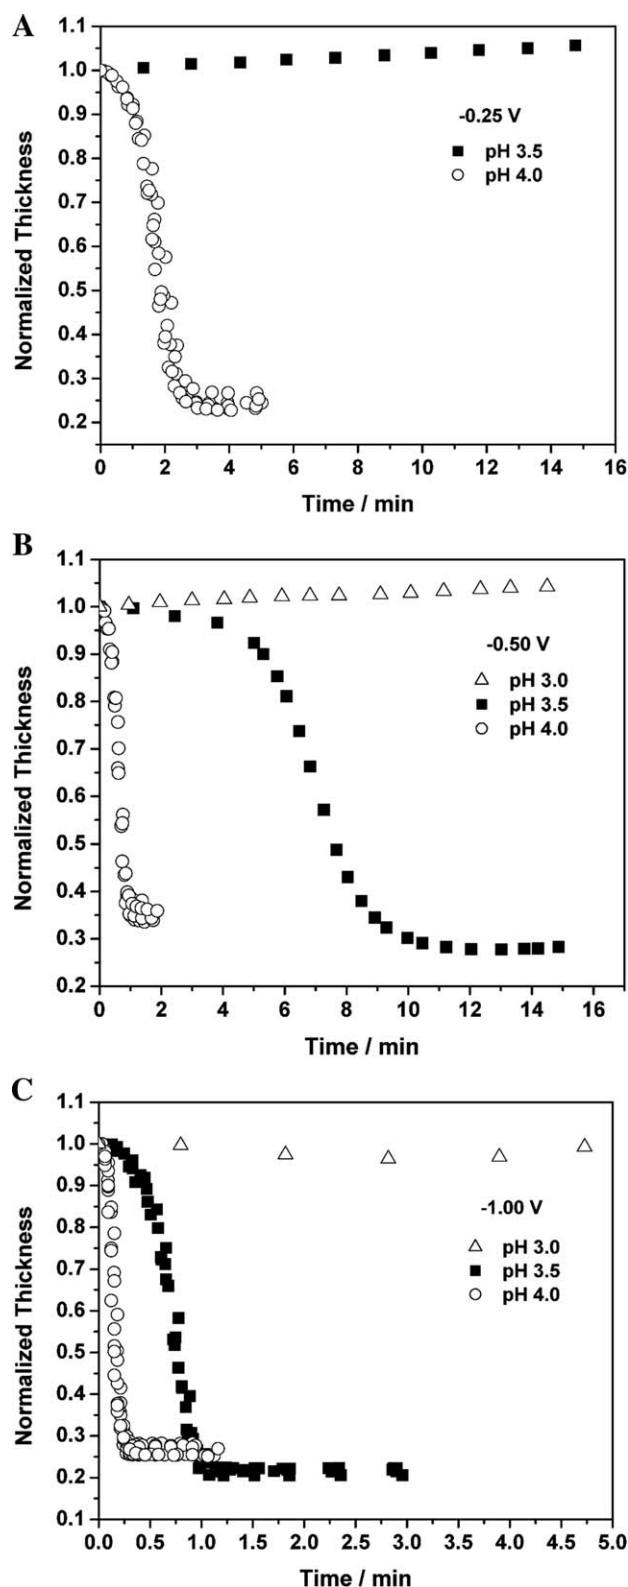 A
1.1
1.0
0.9
0.8
0.7
0.6
0.5
0.4
0.3
0.2
Normalized Thickness
-0.25 V
pH 3.5
pH 4.0
0 2 4 6 8 10 12 14 16
Time / min
B
1.1
1.0
0.9
0.8
0.7
0.6
0.5
0.4
0.3
0.2
Normalized Thickness
-0.50 V
pH 3.0
pH 3.5
pH 4.0
0 2 4 6 8 10 12 14 16
Time / min
C
1.1
1.0
0.9
0.8
0.7
0.6
0.5
0.4
0.3
0.2
0.1
Normalized Thickness
-1.00 V
pH 3.0
pH 3.5
pH 4.0
0.0 0.5 1.0 1.5 2.0 2.5 3.0 3.5 4.0 4.5 5.0
Time / min